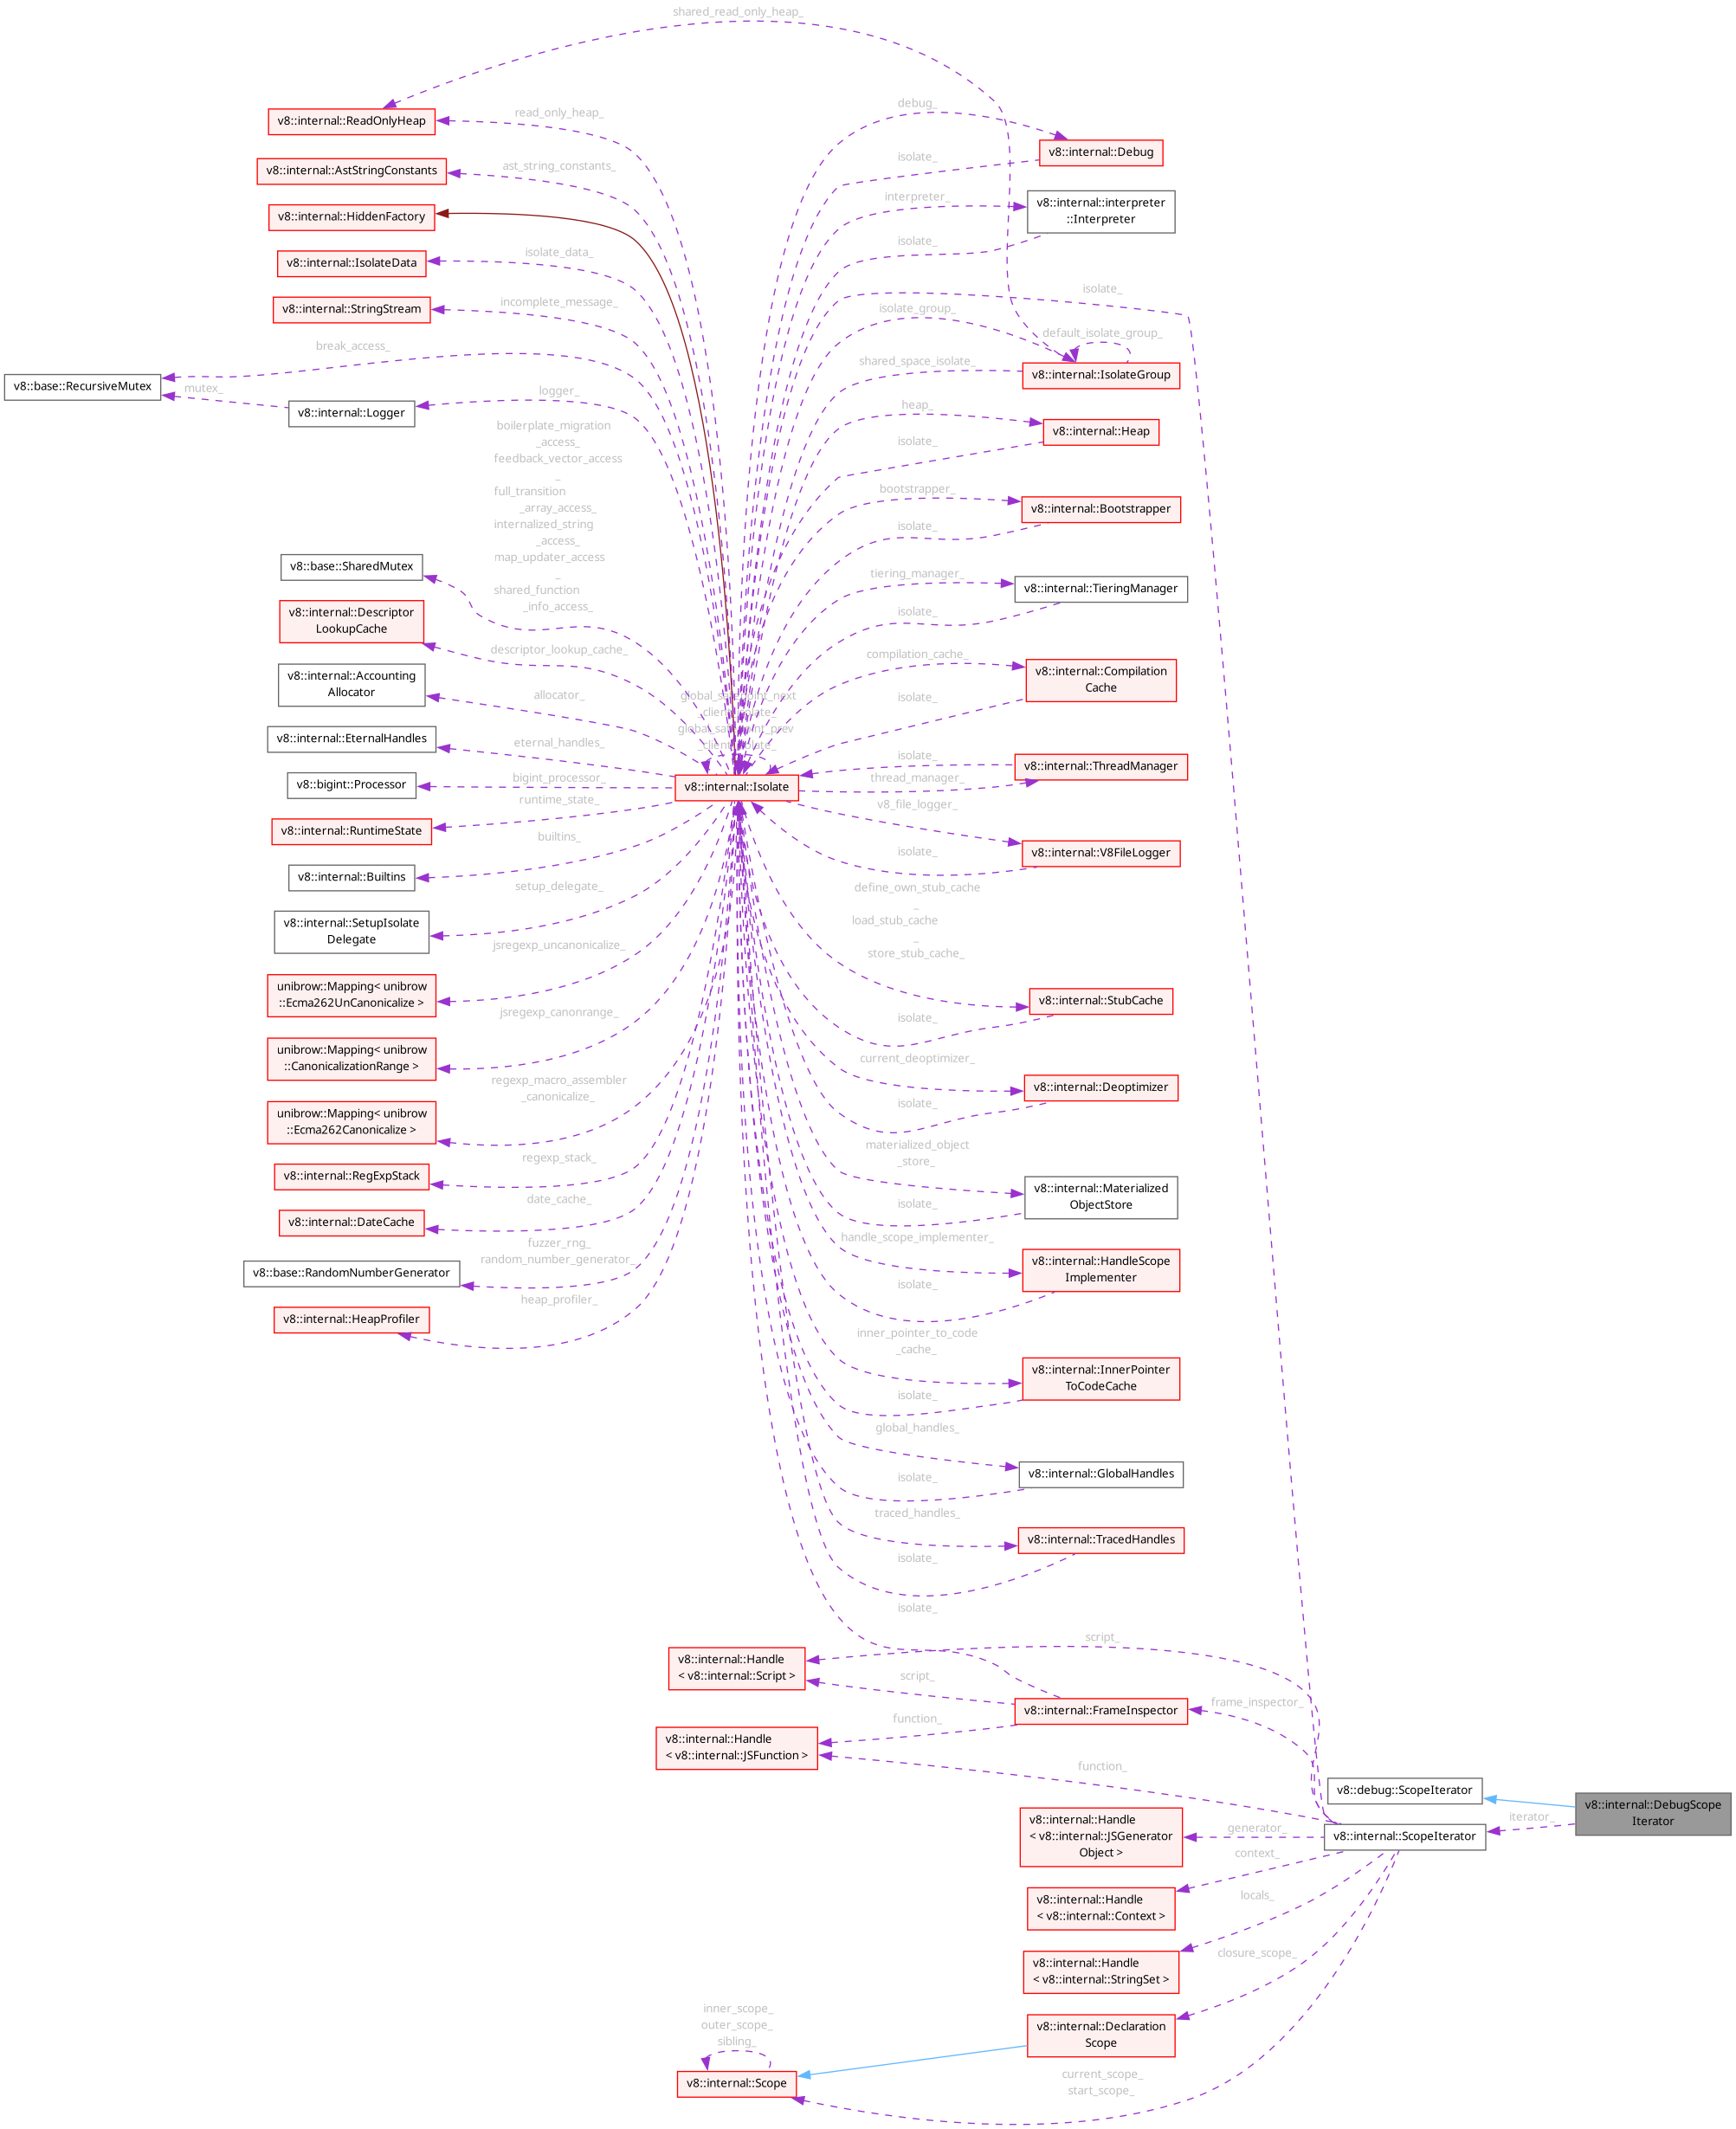 shared_read_only_heap_
v8::internal::ReadOnlyHeap
read_only_heap_
debug_
v8::internal::Debug
isolate_
v8::internal::AstStringConstants
ast_string_constants_
interpreter_
v8::internal::interpreter
::Interpreter
v8::internal::HiddenFactory
isolate_
v8::internal::IsolateData
isolate_data_
v8::internal::StringStream
incomplete_message_
isolate_
isolate_group_
default_isolate_group_
v8::internal::IsolateGroup
shared_space_isolate_
break_access_
v8::base::RecursiveMutex
mutex_
v8::internal::Logger
logger_
heap_
v8::internal::Heap
isolate_
boilerplate_migration
_access_
feedback_vector_access
_
full_transition
_array_access_
internalized_string
_access_
map_updater_access
_
shared_function
_info_access_
bootstrapper_
v8::internal::Bootstrapper
isolate_
v8::base::SharedMutex
tiering_manager_
v8::internal::TieringManager
isolate_
v8::internal::Descriptor
LookupCache
descriptor_lookup_cache_
compilation_cache_
v8::internal::Compilation
Cache
isolate_
v8::internal::Accounting
Allocator
allocator_
global_safepoint_next
_client_isolate_
global_safepoint_prev
_client_isolate_
v8::internal::EternalHandles
eternal_handles_
isolate_
v8::internal::ThreadManager
thread_manager_
v8::bigint::Processor
bigint_processor_
v8::internal::Isolate
v8::internal::RuntimeState
runtime_state_
v8_file_logger_
v8::internal::V8FileLogger
isolate_
v8::internal::Builtins
builtins_
v8::internal::SetupIsolate
Delegate
setup_delegate_
define_own_stub_cache
_
load_stub_cache
_
store_stub_cache_
v8::internal::StubCache
isolate_
unibrow::Mapping< unibrow
::Ecma262UnCanonicalize >
jsregexp_uncanonicalize_
unibrow::Mapping< unibrow
::CanonicalizationRange >
jsregexp_canonrange_
current_deoptimizer_
v8::internal::Deoptimizer
isolate_
unibrow::Mapping< unibrow
::Ecma262Canonicalize >
regexp_macro_assembler
_canonicalize_
v8::internal::RegExpStack
regexp_stack_
materialized_object
_store_
v8::internal::Materialized
ObjectStore
isolate_
v8::internal::DateCache
date_cache_
v8::base::RandomNumberGenerator
fuzzer_rng_
random_number_generator_
handle_scope_implementer_
v8::internal::HandleScope
Implementer
isolate_
v8::internal::HeapProfiler
heap_profiler_
inner_pointer_to_code
_cache_
v8::internal::InnerPointer
ToCodeCache
isolate_
global_handles_
v8::internal::GlobalHandles
isolate_
traced_handles_
v8::internal::TracedHandles
isolate_
isolate_
script_
v8::internal::Handle
< v8::internal::Script >
script_
v8::internal::FrameInspector
frame_inspector_
function_
v8::internal::Handle
< v8::internal::JSFunction >
function_
v8::debug::ScopeIterator
v8::internal::DebugScope
Iterator
iterator_
v8::internal::ScopeIterator
v8::internal::Handle
< v8::internal::JSGenerator
Object >
generator_
context_
v8::internal::Handle
< v8::internal::Context >
locals_
v8::internal::Handle
< v8::internal::StringSet >
closure_scope_
v8::internal::Declaration
Scope
inner_scope_
outer_scope_
sibling_
v8::internal::Scope
current_scope_
start_scope_